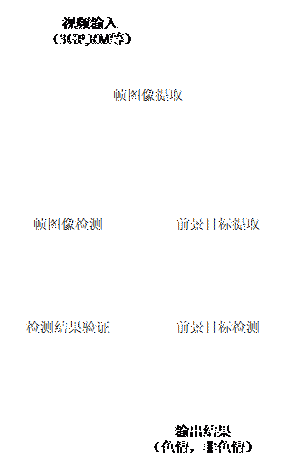 视频输入
（3GP,RM等）
帧图像提取
帧图像检测
前景目标提取
检测结果验证
前景目标检测
输出结果
（色情，非色情）